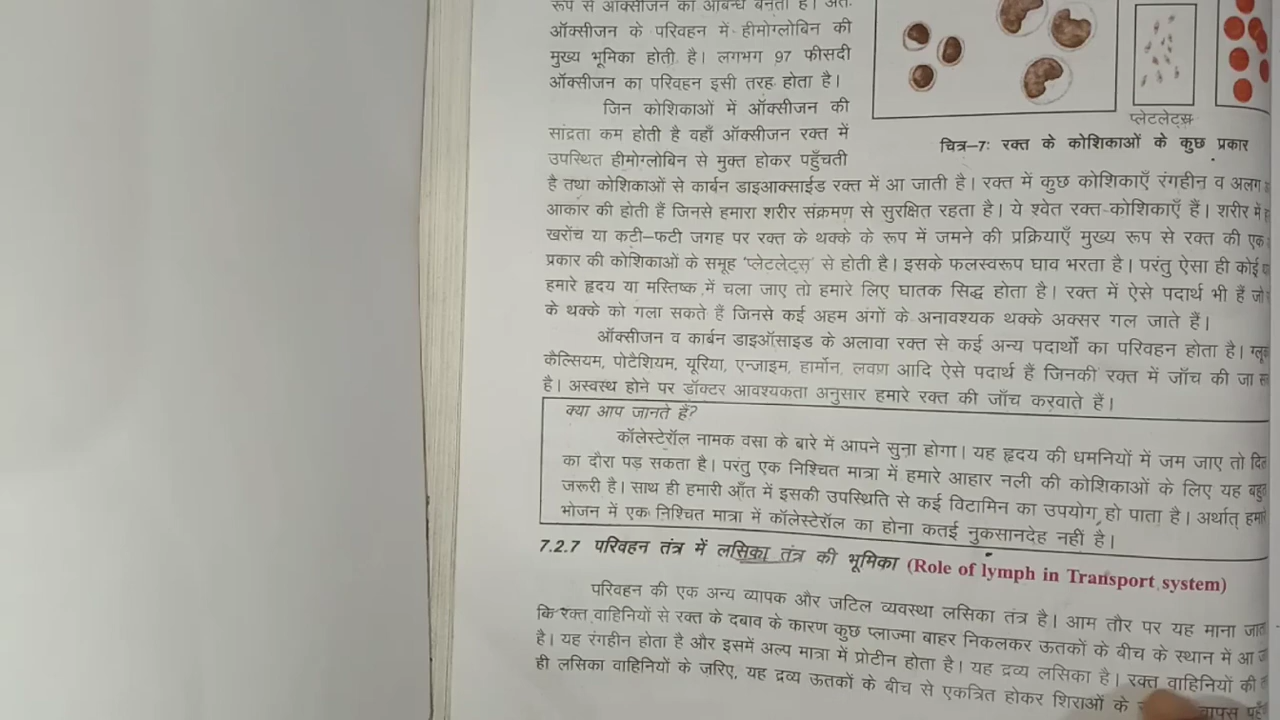 रूप से ऑक्सीजन का आबंध बनता है। अतः
ऑक्सीजन के परिवहन में हीमोग्लोबिन की
मुख्य भूमिका होती है। लगभग 97 फीसदी
ऑक्सीजन का परिवहन इसी तरह होता है।
जिन कोशिकाओं में ऑक्सीजन की
सांद्रता कम होती है वहाँ ऑक्सीजन रक्त में
उपस्थित हीमोग्लोबिन से मुक्त होकर पहुँचती
प्लेटलेट्स
चित्र-7: रक्त के कोशिकाओं के कुछ प्रकार
है तथा कोशिकाओं से कार्बन डाइआक्साईड रक्त में आ जाती है। रक्त में कुछ कोशिकाएँ रंगहीन व अलग
आकार की होती हैं जिनसे हमारा शरीर संक्रमण से सुरक्षित रहता है। ये श्वेत रक्त-कोशिकाएँ हैं। शरीर में
खरोंच या कटी-फटी जगह पर रक्त के थक्के के रूप में जमने की प्रक्रियाएँ मुख्य रूप से रक्त की एक
प्रकार की कोशिकाओं के समूह 'प्लेटलेट्स' से होती है। इसके फलस्वरूप घाव भरता है। परंतु ऐसा ही कोई
हमारे हृदय या मस्तिष्क में चला जाए तो हमारे लिए घातक सिद्ध होता है। रक्त में ऐसे पदार्थ भी हैं जो
के थक्के को गला सकते हैं जिनसे कई अहम अंगों के अनावश्यक थक्के अक्सर गल जाते हैं।
ऑक्सीजन व कार्बन डाइऑसाइड के अलावा रक्त से कई अन्य पदार्थो का परिवहन होता है।
कैल्सियम, पोटैशियम, यूरिया, एन्जाइम, हार्मोन, लवण आदि ऐसे पदार्थ हैं जिनकी रक्त में जाँच की जा
है। अस्वस्थ होने पर डॉक्टर आवश्यकता अनुसार हमारे रक्त की जाँच करवाते हैं।
क्या आप जानते हैं?
कॉलेस्टेरॉल नामक वसा के बारे में आपने सुना होगा। यह हृदय की धमनियों में जम जाए तो दिल
का दौरा पड़ सकता है। परंतु एक निश्चित मात्रा में हमारे आहार नली की कोशिकाओं के लिए यह बहुत
जरूरी है। साथ ही हमारी आँत में इसकी उपस्थिति से कई विटामिन का उपयोग हो पाता है। अर्थात् हमारे
भोजन में एक निश्चित मात्रा में कॉलेस्टेरॉल का होना कतई नुकसानदेह नहीं है।
7.2.7 परिवहन तंत्र में लसिका तंत्र की भूमिका (Role of lymph in Transport system)
परिवहन की एक अन्य व्यापक और जटिल व्यवस्था लसिका तंत्र है। आम तौर पर यह माना जाता
कि रक्त वाहिनियों से रक्त के दबाव के कारण कुछ प्लाज्मा बाहर निकलकर ऊतकों के बीच के स्थान में आ
है। यह रंगहीन होता है और इसमें अल्प मात्रा में प्रोटीन होता है। यह द्रव्य लसिका है। रक्त वाहिनियों की
ही लसिका वाहिनियों के जरिए, यह द्रव्य ऊतकों के बीच से एकत्रित होकर शिराओं के वापस